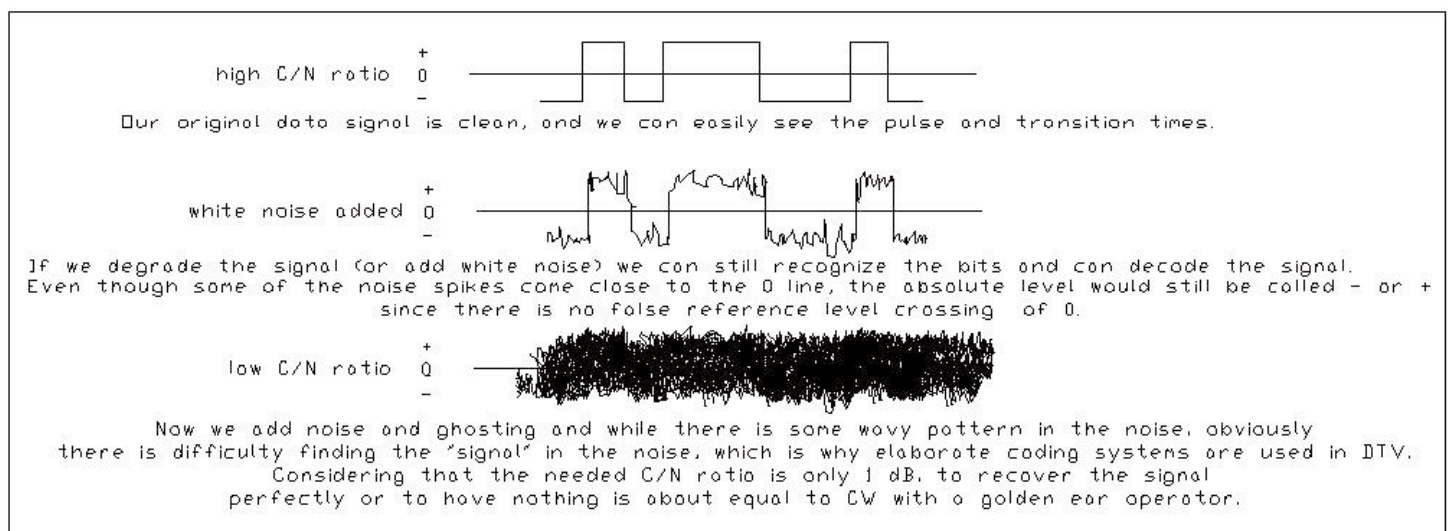 +
high C/N ratio 0
-
Our original data signal is clean, and we can easily see the pulse and transition times.
+
white noise added 0
-
If we degrade the signal (or add white noise) we can still recognize the bits and can decode the signal.
Even though some of the noise spikes come close to the 0 line, the absolute level would still be called - or +
since there is no false reference level crossing of 0.
+
low C/N ratio 0
-
Now we add noise and ghosting and while there is some wavy pattern in the noise, obviously
there is difficulty finding the "signal" in the noise, which is why elaborate coding systems are used in DTV.
Considering that the needed C/N ratio is only 1 dB, to recover the signal
perfectly or to have nothing is about equal to CW with a golden ear operator.